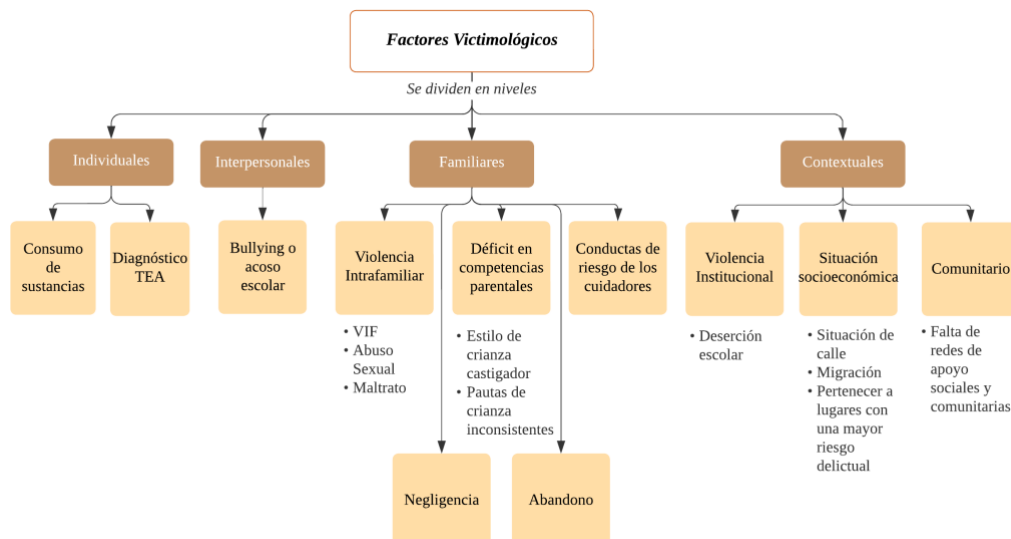 Factores Victimológicos
Se dividen en niveles
Individuales
Interpersonales
Familiares
Contextuales
Consumo
de
sustancias
Diagnóstico
TEA
Bullying o
acoso
escolar
Violencia
Intrafamiliar
Déficit en
competencias
parentales
Conductas de
riesgo de los
cuidadores
Violencia
Institucional
Situación
socioeconómica
Comunitario
• VIF
• Abuso
Sexual
• Maltrato
• Estilo de
crianza
castigador
• Pautas de
crianza
inconsistentes
• Deserción
escolar
• Situación de
calle
• Migración
• Pertenecer a
lugares con
una mayor
riesgo
delictual
• Falta de
redes de
apoyo
sociales y
comunitarias
Negligencia
Abandono